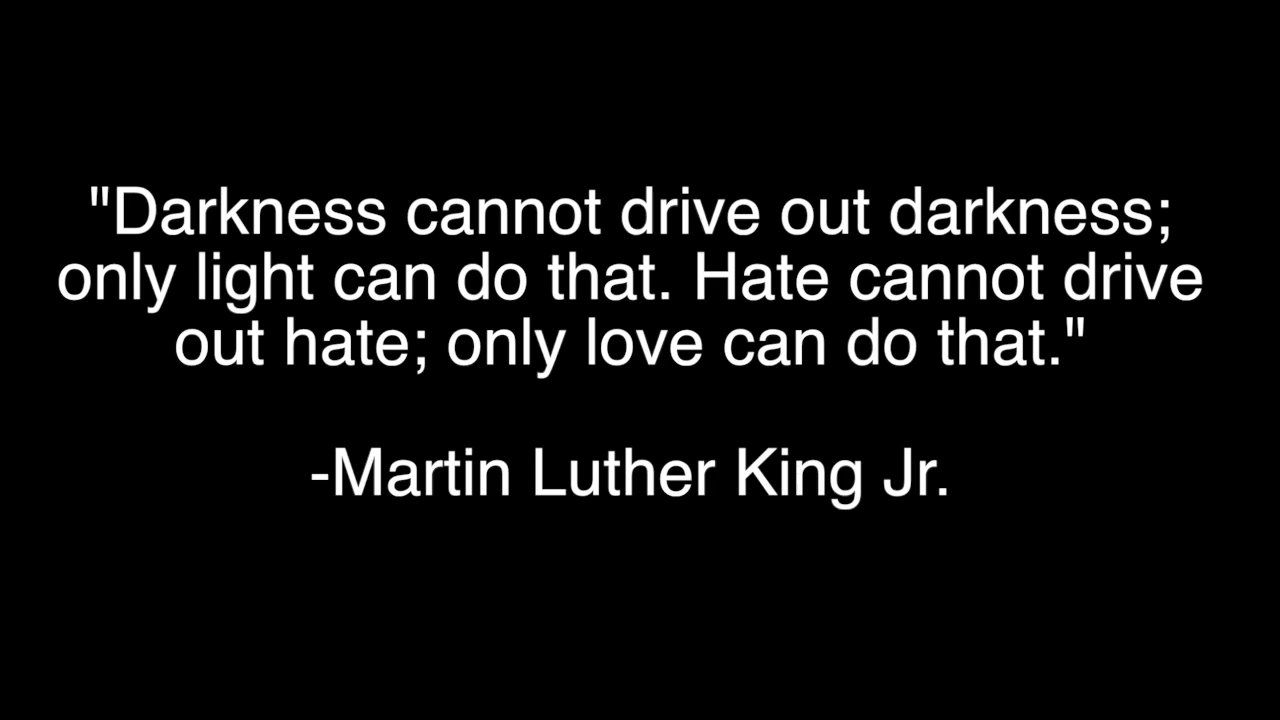 "Darkness cannot drive out darkness;
only light can do that. Hate cannot drive
out hate; only love can do that."
-Martin Luther King Jr.